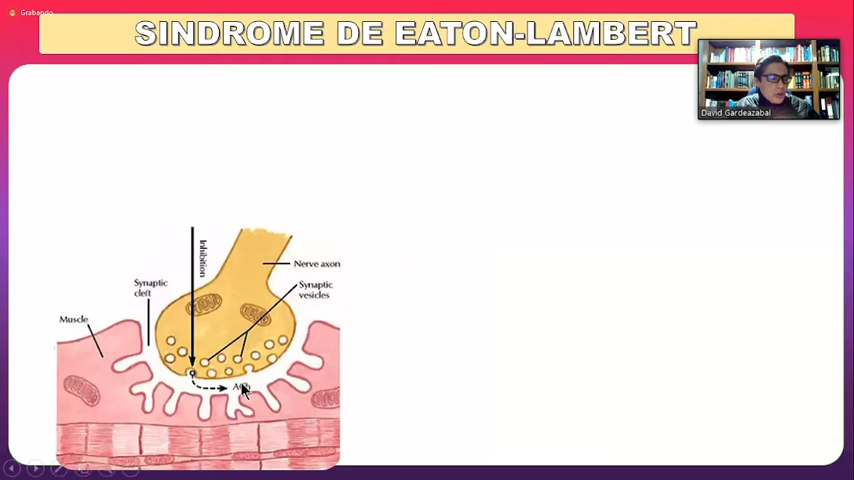 Grabando
SINDROME DE EATON-LAMBERT
David Gardeazabal
Inhibition
Nerve axon
Synaptic
cleft
Synaptic
vesicles
Muscle